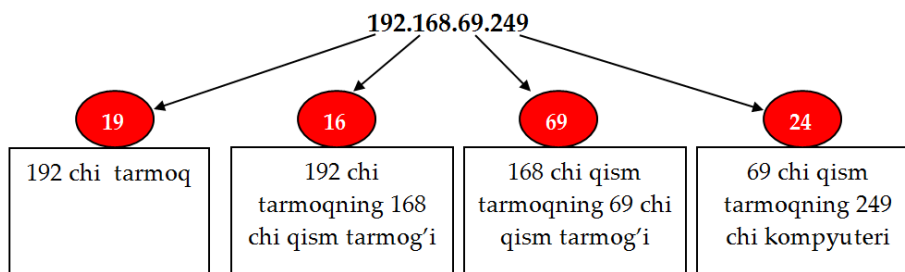 192.168.69.249
19
16
69
24
192 chi tarmoq
192 chi
tarmoqning 168
chi qism tarmog’i
168 chi qism
tarmoqning 69 chi
qism tarmog’i
69 chi qism
tarmoqning 249
chi kompyuteri